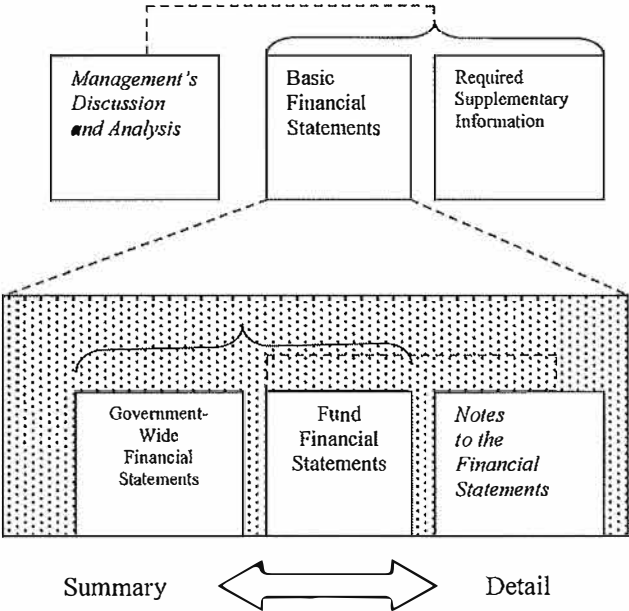 Management's
Discussion
and Analysis
Basic
Financial
Statements
Required
Supplementary
Information
Government-
Wide
Financial
Statements
Fund
Financial
Statements
Notes
to the
Financial
Statements
Summary
Detail